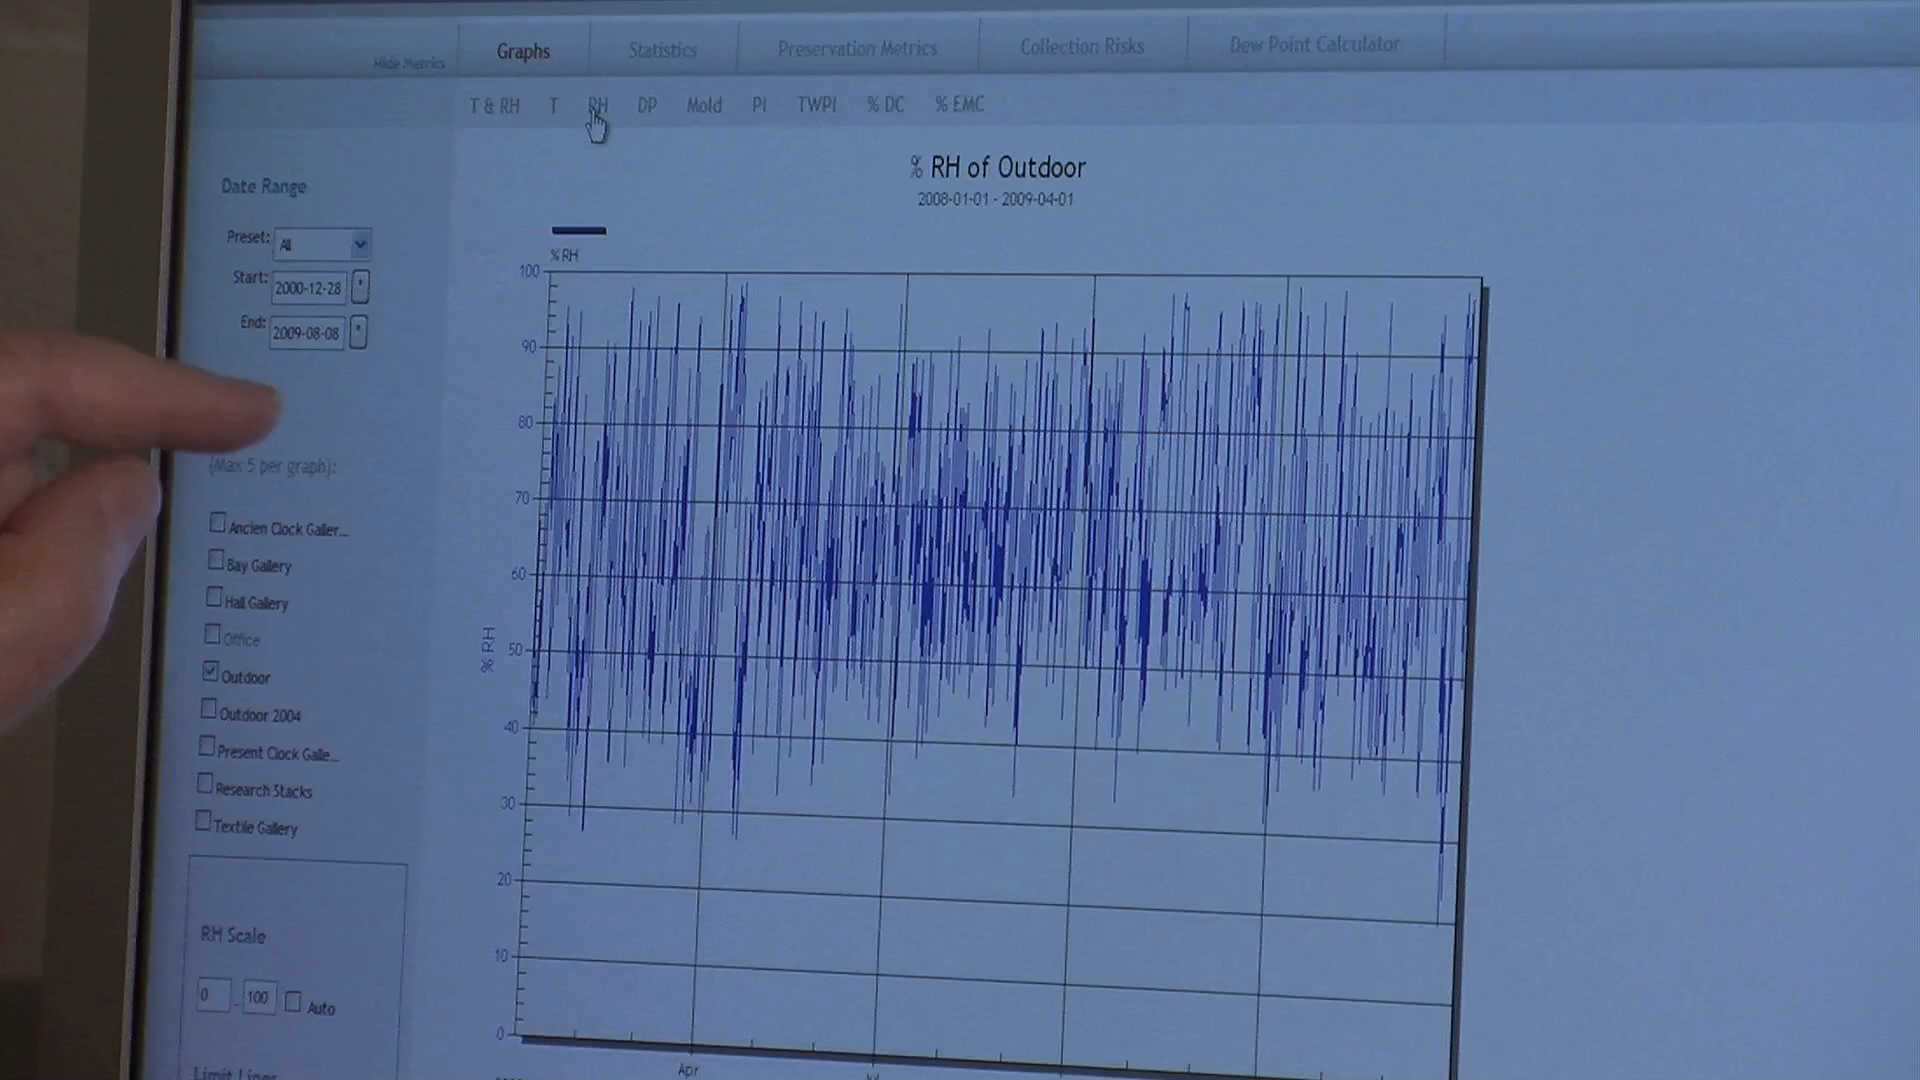 Hide Metrics
Graphs
Statistics
Preservation Metrics
Collection Risks
Dew Point Calculator
T & RH
T
RH
DP
Mold
PI
TWPI
% DC
% EMC
Date Range
Preset: All
Start: 2000-12-28
End: 2009-08-08
(Max 5 per graph):
Ancien Clock Galler...
Bay Gallery
Hall Gallery
Office
Outdoor
Outdoor 2004
Present Clock Galle...
Research Stacks
Textile Gallery
RH Scale
0 - 100
Auto
% RH of Outdoor
2008-01-01 - 2009-04-01
% RH
100
90
80
70
60
50
40
30
20
10
0
% RH
Apr